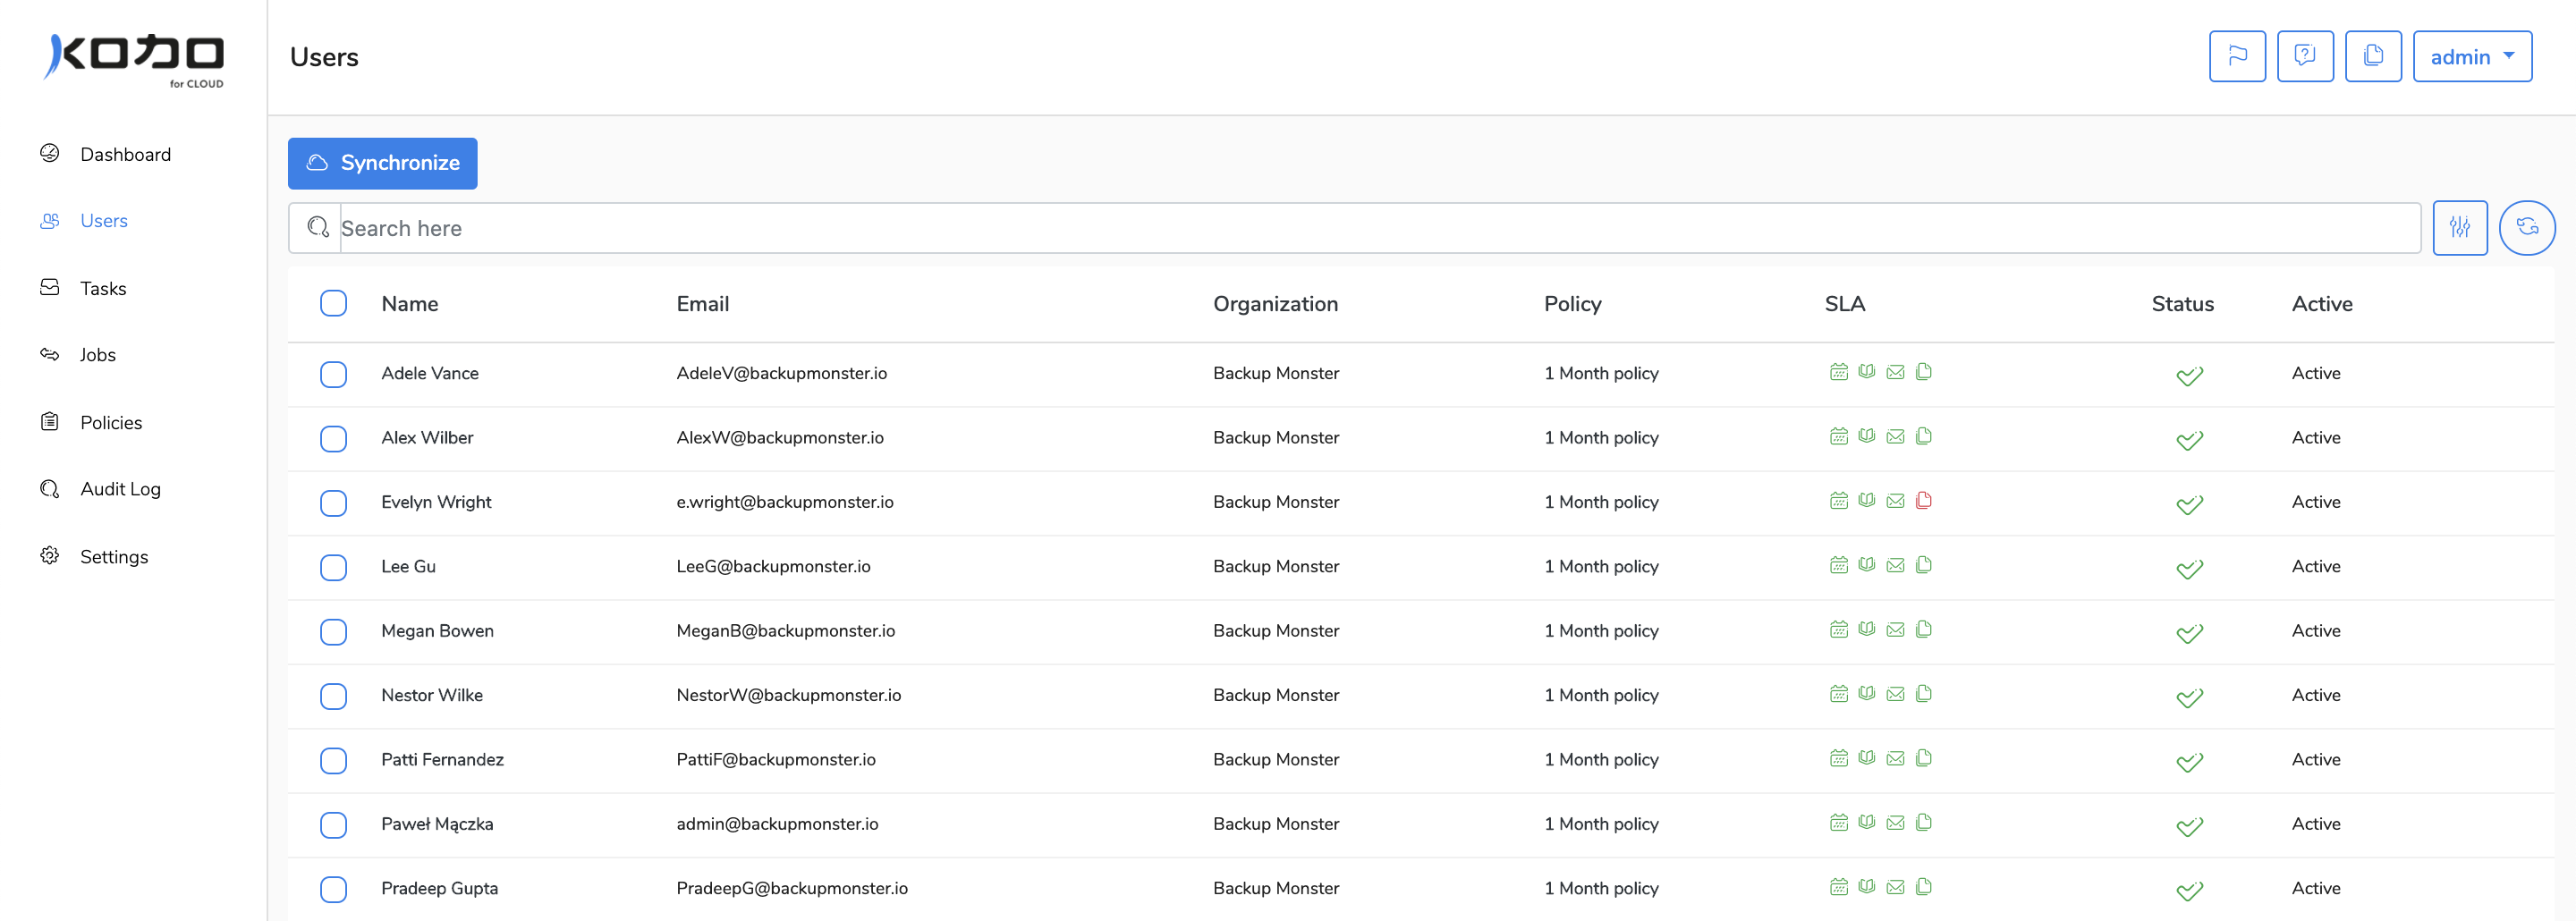 KODO
for CLOUD
Users
admin
Dashboard
Users
Tasks
Jobs
Policies
Audit Log
Settings
Synchronize
Search here
Name Email Organization Policy SLA Status Active
Adele Vance AdeleV@backupmonster.io Backup Monster 1 Month policy Active
Alex Wilber AlexW@backupmonster.io Backup Monster 1 Month policy Active
Evelyn Wright e.wright@backupmonster.io Backup Monster 1 Month policy Active
Lee Gu LeeG@backupmonster.io Backup Monster 1 Month policy Active
Megan Bowen MeganB@backupmonster.io Backup Monster 1 Month policy Active
Nestor Wilke NestorW@backupmonster.io Backup Monster 1 Month policy Active
Patti Fernandez PattiF@backupmonster.io Backup Monster 1 Month policy Active
Paweł Mączka admin@backupmonster.io Backup Monster 1 Month policy Active
Pradeep Gupta PradeepG@backupmonster.io Backup Monster 1 Month policy Active